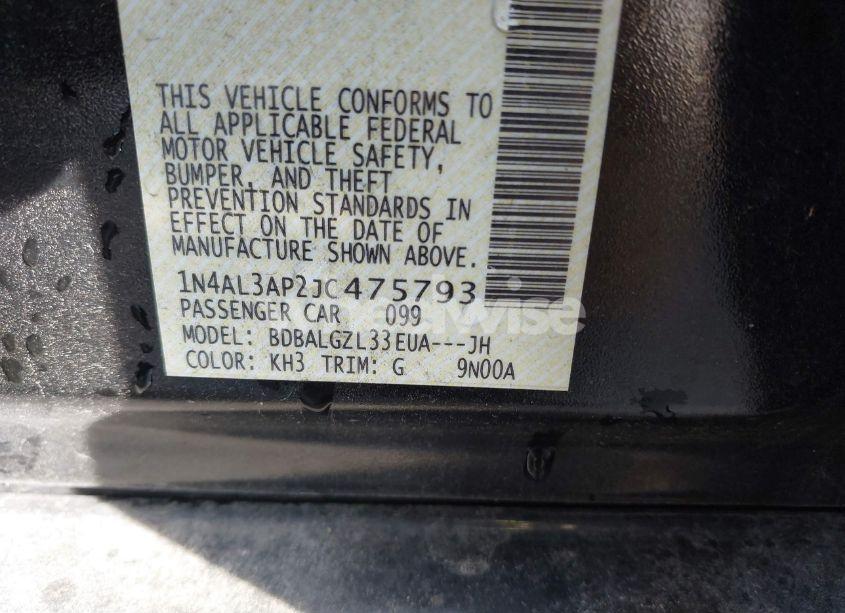 THIS VEHICLE CONFORMS TO
ALL APPLICABLE FEDERAL
MOTOR VEHICLE SAFETY,
BUMPER, AND THEFT
PREVENTION STANDARDS IN
EFFECT ON THE DATE OF
MANUFACTURE SHOWN ABOVE.
1N4AL3AP2JC475793
PASSENGER CAR 099
MODEL: BDBALGZL33EUA---JH
COLOR: KH3 TRIM: G 9N00A